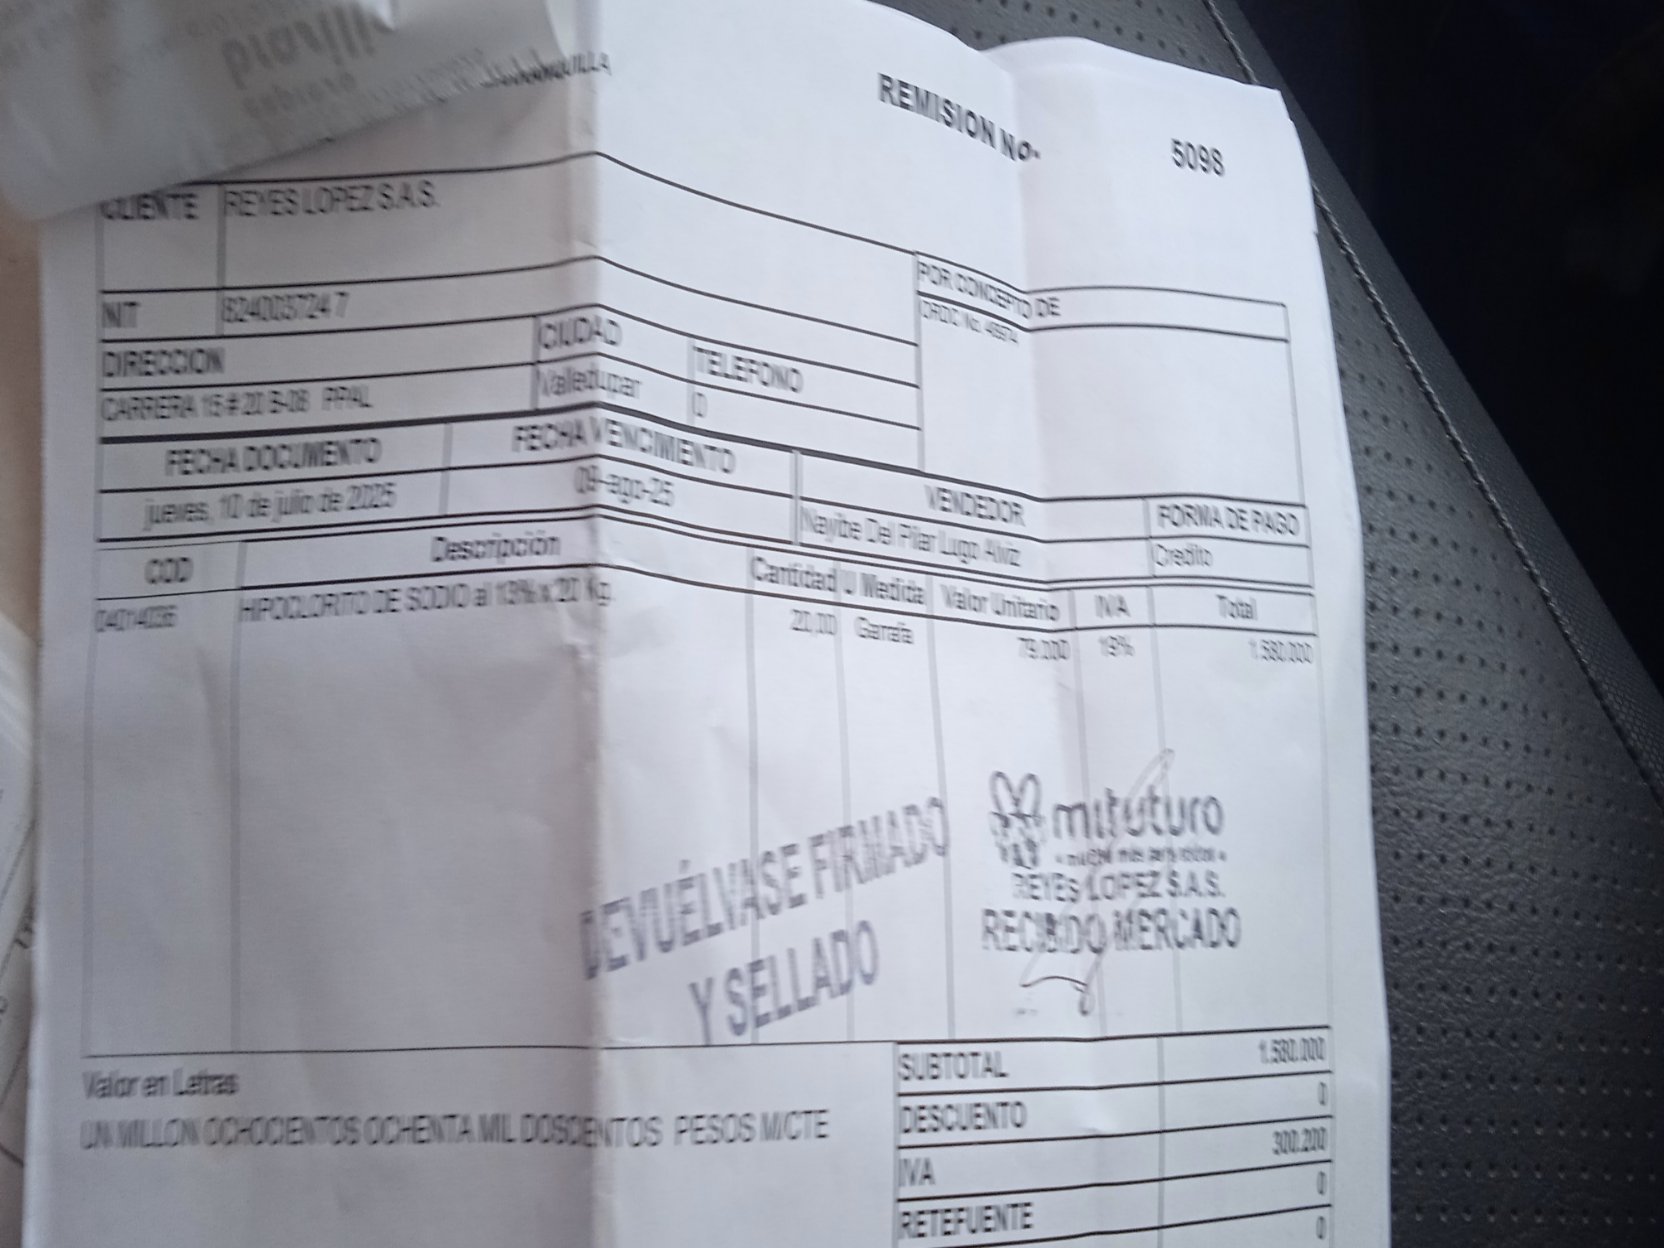 REMISION No. 5098
CLIENTE REYES LOPEZ S.A.S.
NIT 824003724 7
POR CONCEPTO DE
DIRECCION CIUDAD TELEFONO
CARRERA 15 # 20 B-08 PPAL Valledupar 0
FECHA DOCUMENTO FECHA VENCIMIENTO VENDEDOR FORMA DE PAGO
jueves, 10 de julio de 2025 09-ago-25 Nayibe Del Pilar Lugo Alviz Credito
COD Descripción Cantidad U Medida Valor Unitario IVA Total
04014036 HIPOCLORITO DE SODIO al 13% x 20 Kg. 20,00 Garrafa 79.000 19% 1.580.000
DEVUÉLVASE FIRMADO
Y SELLADO
mifuturo
REYES LOPEZ S.A.S.
RECIBIDO MERCADO
Valor en Letras
UN MILLON OCHOCIENTOS OCHENTA MIL DOSCIENTOS PESOS M/CTE
SUBTOTAL 1.580.000
DESCUENTO 0
IVA 300.200
RETEFUENTE 0
0